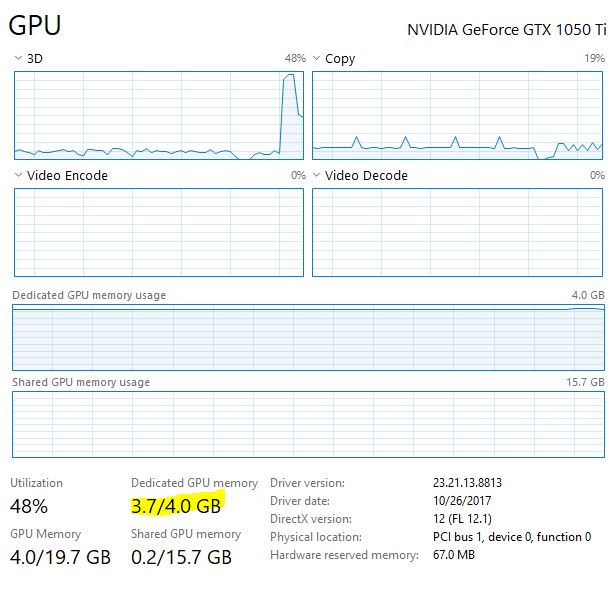 GPU NVIDIA GeForce GTX 1050 Ti
3D 48% Copy 19%
Video Encode 0% Video Decode 0%
Dedicated GPU memory usage 4.0 GB
Shared GPU memory usage 15.7 GB
Utilization Dedicated GPU memory Driver version: 23.21.13.8813
48% 3.7/4.0 GB Driver date: 10/26/2017
DirectX version: 12 (FL 12.1)
GPU Memory Shared GPU memory Physical location: PCI bus 1, device 0, function 0
4.0/19.7 GB 0.2/15.7 GB Hardware reserved memory: 67.0 MB